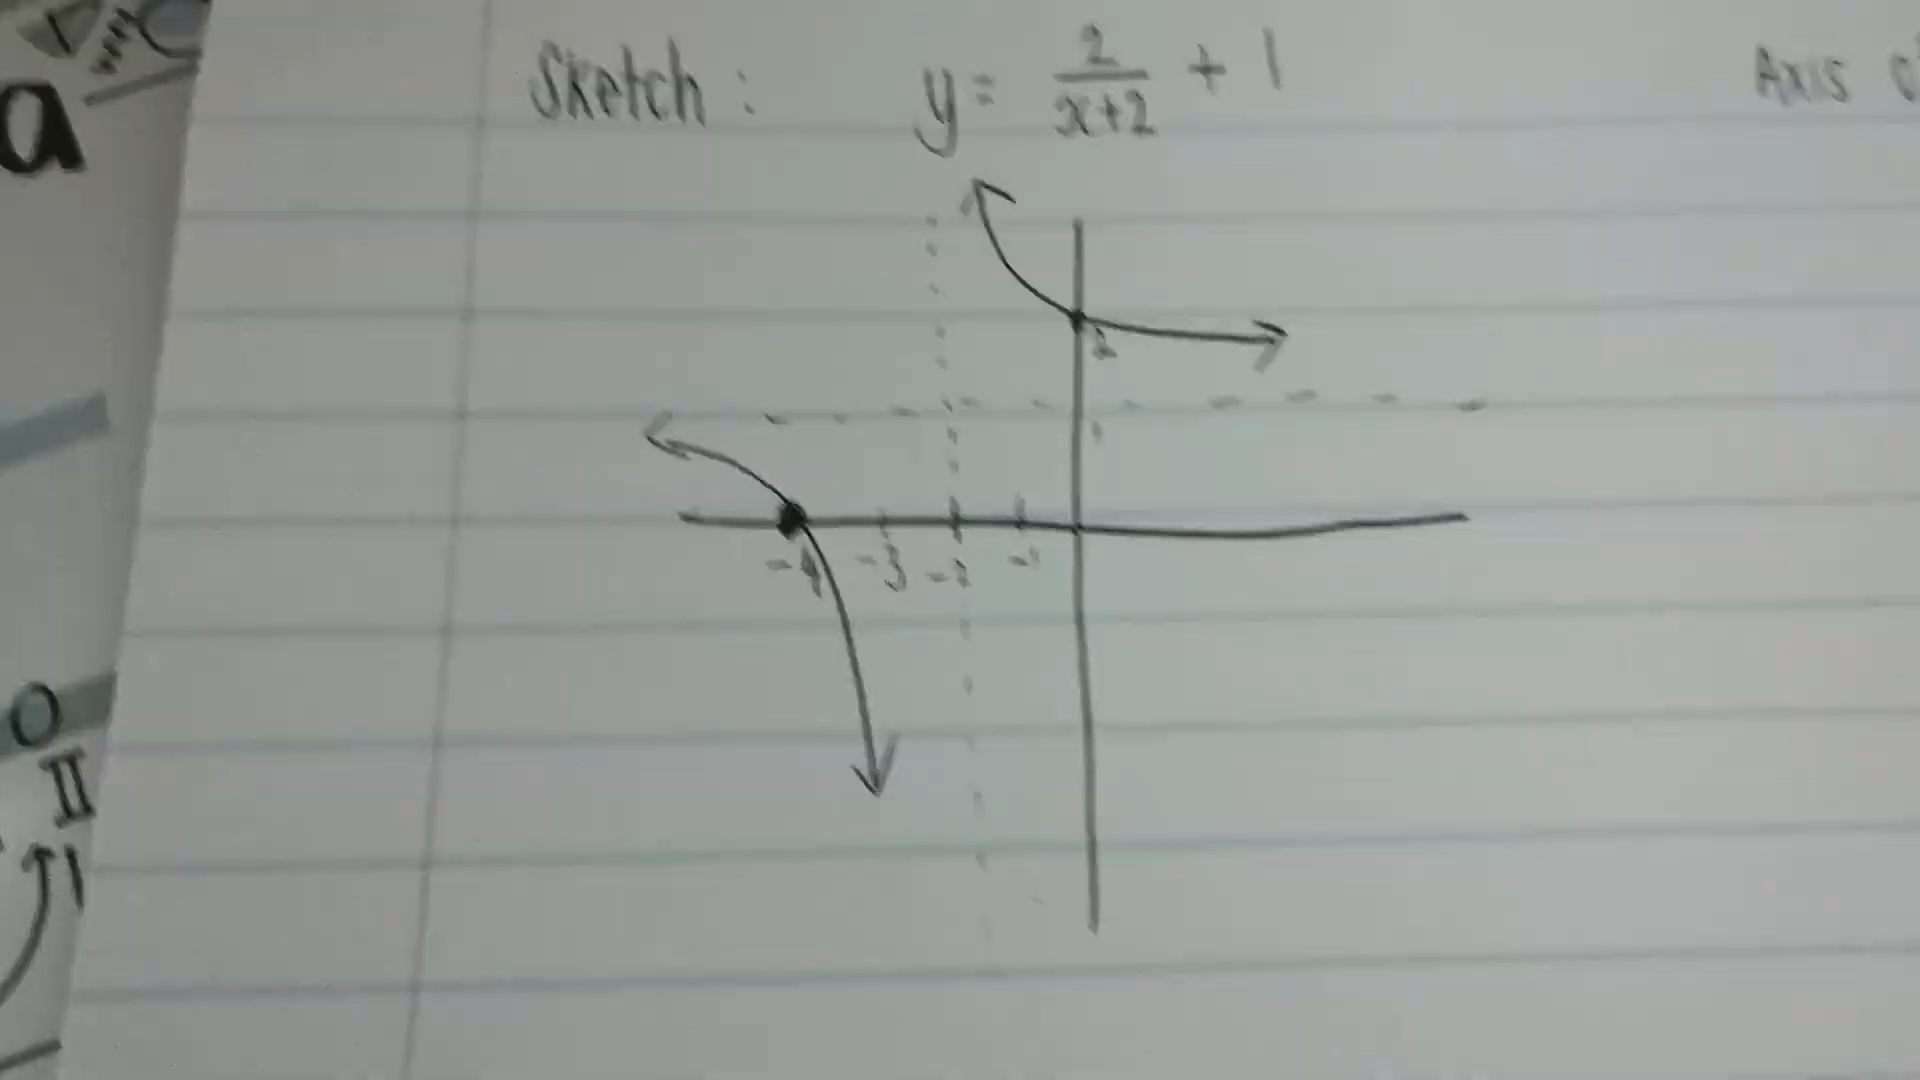 a
Sketch : y = 2/(x+2) + 1
Axis
2
1
-4 -3 -2 -1